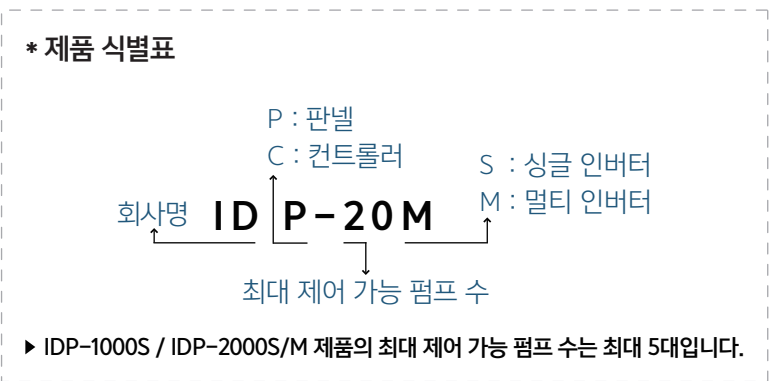 * 제품 식별표
P : 판넬
C : 컨트롤러
S : 싱글 인버터
M : 멀티 인버터
회사명 IDP-20M
최대 제어 가능 펌프 수
▶ IDP-1000S / IDP-2000S/M 제품의 최대 제어 가능 펌프 수는 최대 5대입니다.